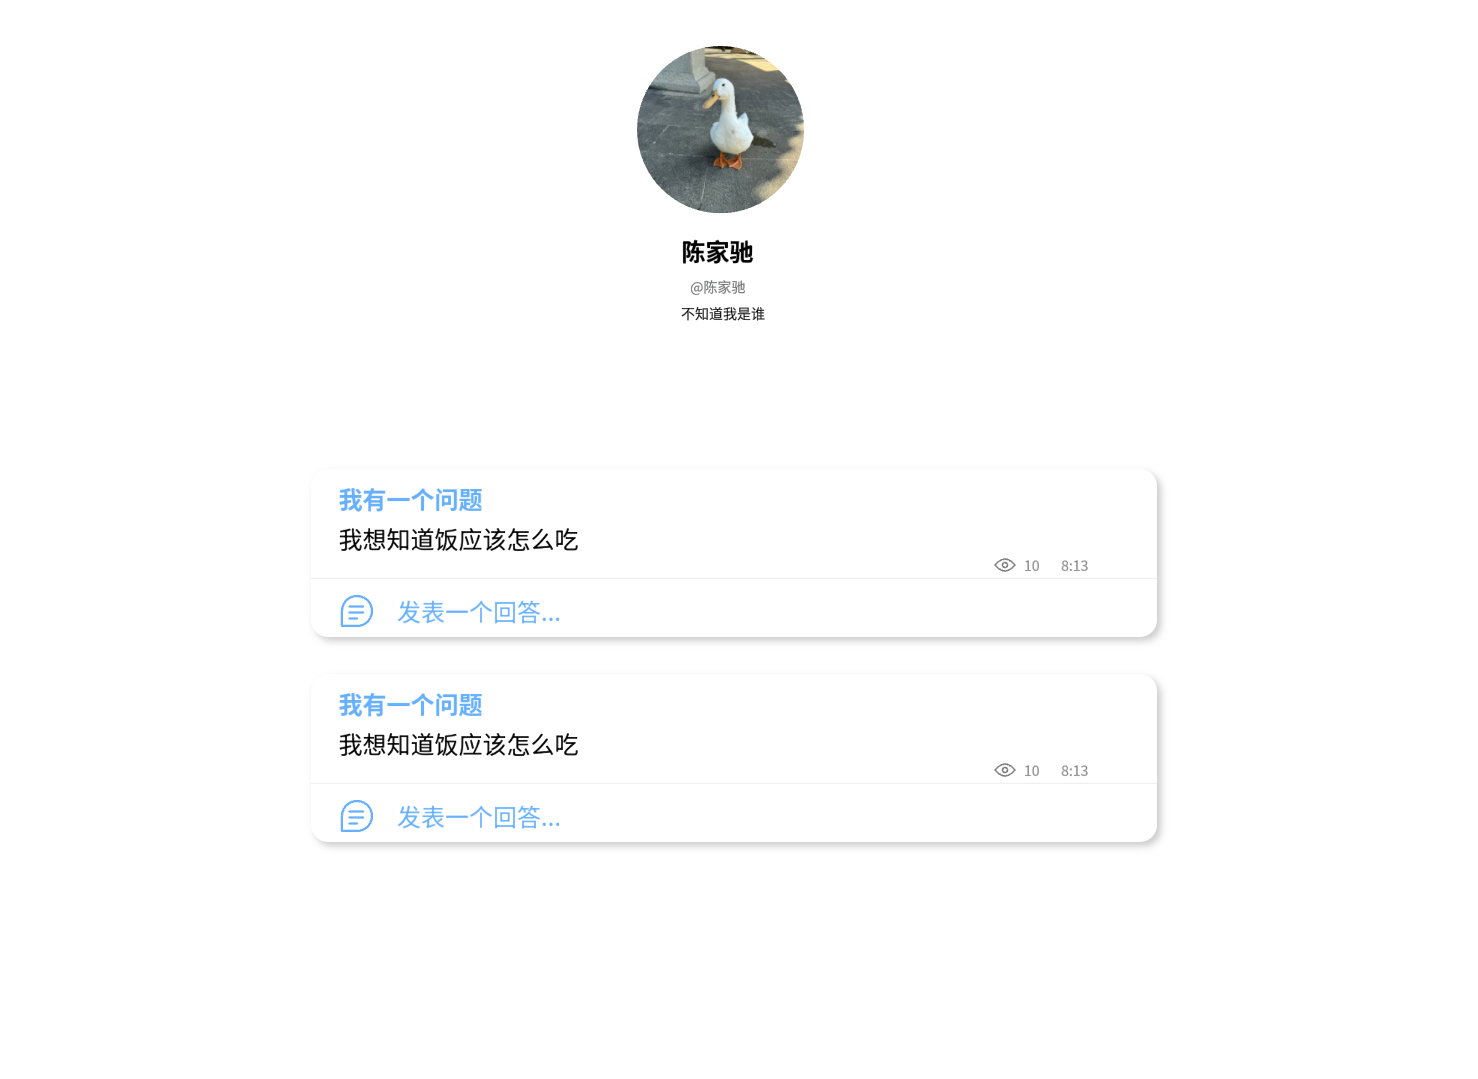 陈家驰
@陈家驰
不知道我是谁
我有一个问题
我想知道饭应该怎么吃
10 8:13
发表一个回答...
我有一个问题
我想知道饭应该怎么吃
10 8:13
发表一个回答...